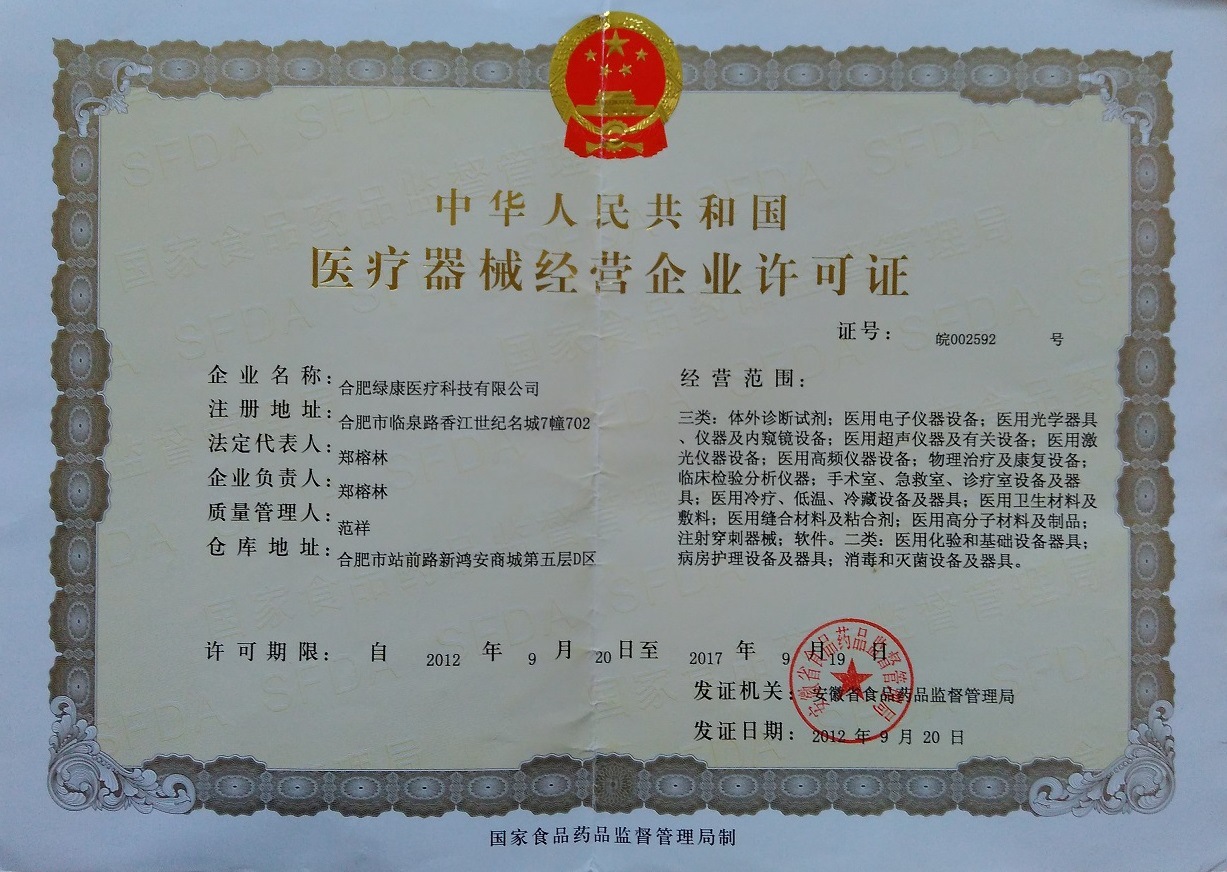 中华人民共和国
医疗器械经营企业许可证
证号： 皖002592 号
企业名称：合肥绿康医疗科技有限公司
注册地址：合肥市临泉路香江世纪名城7幢702
法定代表人：郑榕林
企业负责人：郑榕林
质量管理人：范祥
仓库地址：合肥市站前路新鸿安商城第五层D区
经营范围：
三类：体外诊断试剂；医用电子仪器设备；医用光学器具
、仪器及内窥镜设备；医用超声仪器及有关设备；医用激
光仪器设备；医用高频仪器设备；物理治疗及康复设备；
临床检验分析仪器；手术室、急救室、诊疗室设备及器
具；医用冷疗、低温、冷藏设备及器具；医用卫生材料及
敷料；医用缝合材料及粘合剂；医用高分子材料及制品；
注射穿刺器械；软件。二类：医用化验和基础设备器具；
病房护理设备及器具；消毒和灭菌设备及器具。
许可期限： 自 2012 年 9 月 20 日至 2017 年 9 月 19 日
发证机关：安徽省食品药品监督管理局
发证日期：2012 年 9 月 20 日
安徽省食品药品监督管理局
国家食品药品监督管理局制